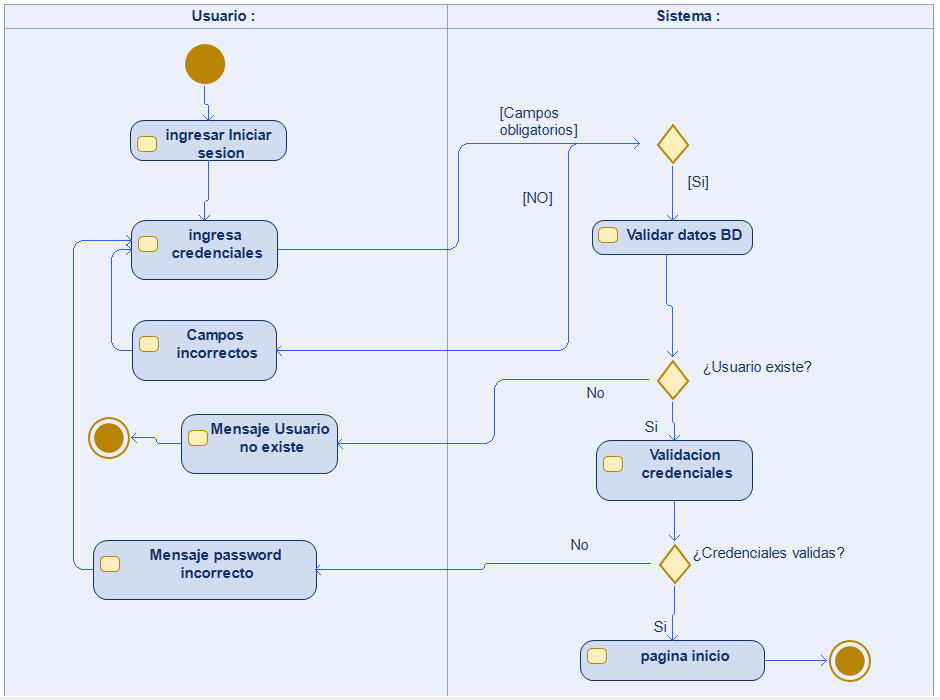 Usuario :
Sistema :
ingresar Iniciar
sesion
[Campos
obligatorios]
[Si]
[NO]
ingresa
credenciales
Validar datos BD
Campos
incorrectos
¿Usuario existe?
No
Si
Mensaje Usuario
no existe
Validacion
credenciales
No
¿Credenciales validas?
Mensaje password
incorrecto
Si
pagina inicio